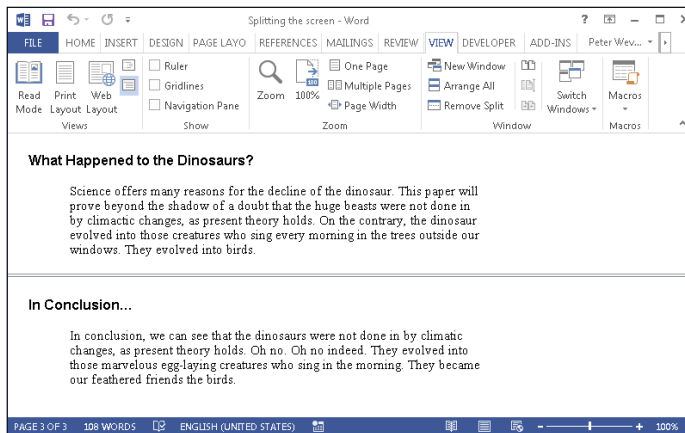 Splitting the screen - Word
FILE HOME INSERT DESIGN PAGE LAYO REFERENCES MAILINGS REVIEW VIEW DEVELOPER ADD-INS Peter Wev...
Read Mode
Print Layout
Web Layout
Views
Ruler
Gridlines
Navigation Pane
Show
Zoom
100
100%
One Page
Multiple Pages
Page Width
Zoom
New Window
Arrange All
Remove Split
Switch Windows
Window
Macros
Macros
What Happened to the Dinosaurs?
Science offers many reasons for the decline of the dinosaur. This paper will
prove beyond the shadow of a doubt that the huge beasts were not done in
by climactic changes, as present theory holds. On the contrary, the dinosaur
evolved into those creatures who sing every morning in the trees outside our
windows. They evolved into birds.
In Conclusion...
In conclusion, we can see that the dinosaurs were not done in by climatic
changes, as present theory holds. Oh no. Oh no indeed. They evolved into
those marvelous egg-laying creatures who sing in the morning. They became
our feathered friends the birds.
PAGE 3 OF 3 108 WORDS ENGLISH (UNITED STATES) 100%